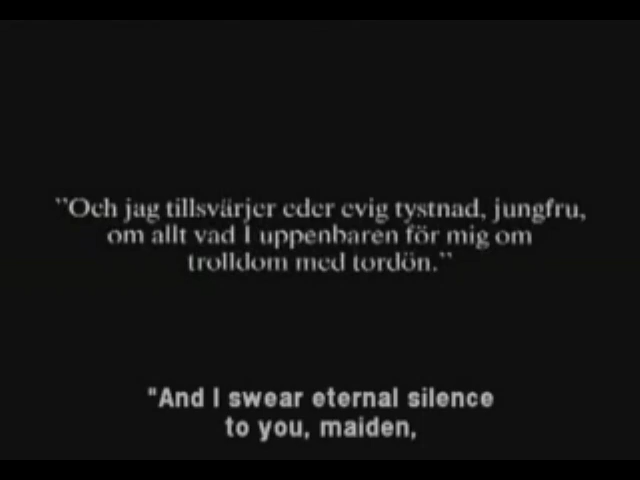 "Och jag tillsvärjer eder evig tystnad, jungfru,
om allt vad I uppenbaren för mig om
trolldom med tordön."
"And I swear eternal silence
to you, maiden,